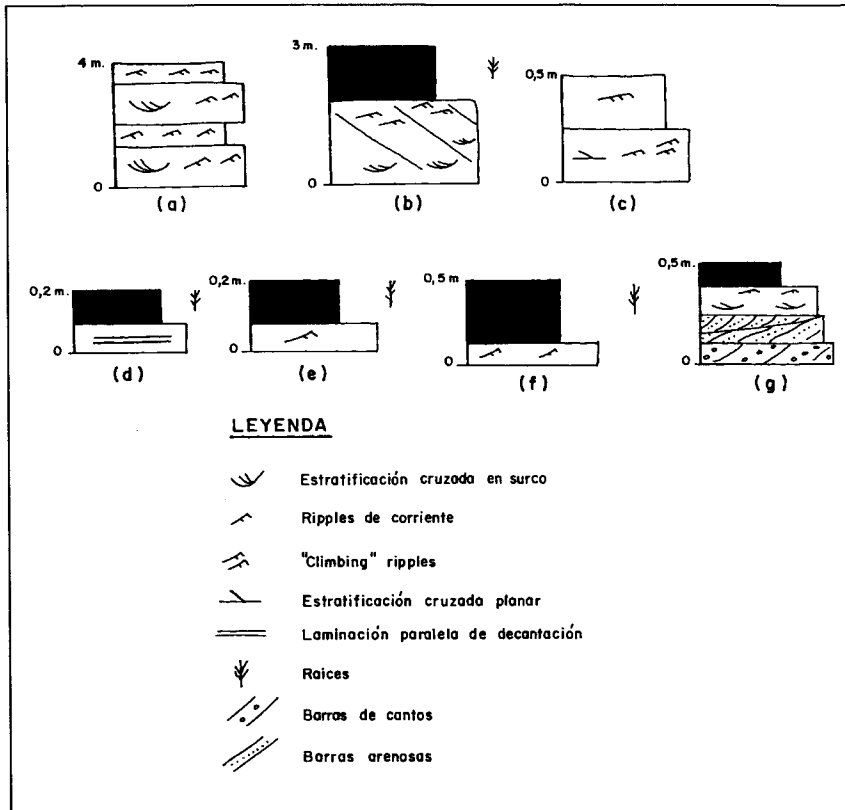 4 m.
0
(a)
3 m.
0
(b)
0,5 m.
0
(c)
0,2 m.
0
(d)
0,2 m.
0
(e)
0,5 m.
0
(f)
0,5 m.
0
(g)
LEYENDA
Estratificación cruzada en surco
Ripples de corriente
"Climbing" ripples
Estratificación cruzada planar
Laminación paralela de decantación
Raices
Barras de cantos
Barras arenosas